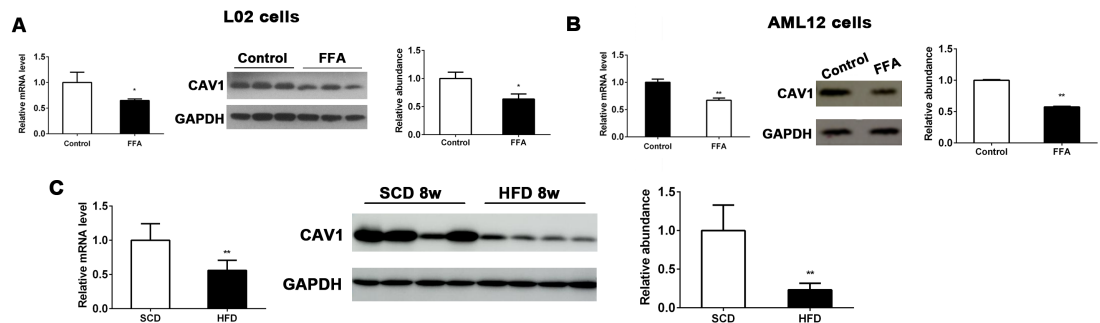 A
L02 cells
Relative mRNA level
1.5
1.0
0.5
0.0
*
Control
FFA
Control
FFA
CAV1
GAPDH
Relative abundance
1.5
1.0
0.5
0.0
*
Control
FFA
B
AML12 cells
Relative mRNA level
1.5
1.0
0.5
0.0
**
Control
FFA
Control
FFA
CAV1
GAPDH
Relative abundance
1.5
1.0
0.5
0.0
**
Control
FFA
C
Relative mRNA level
1.5
1.0
0.5
0.0
**
SCD
HFD
SCD 8w
HFD 8w
CAV1
GAPDH
Relative abundance
1.5
1.0
0.5
0.0
**
SCD
HFD